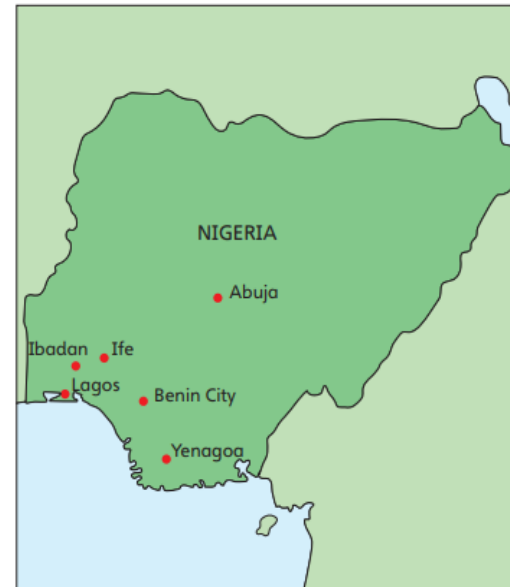 NIGERIA
Abuja
Ibadan
Ife
Lagos
Benin City
Yenagoa